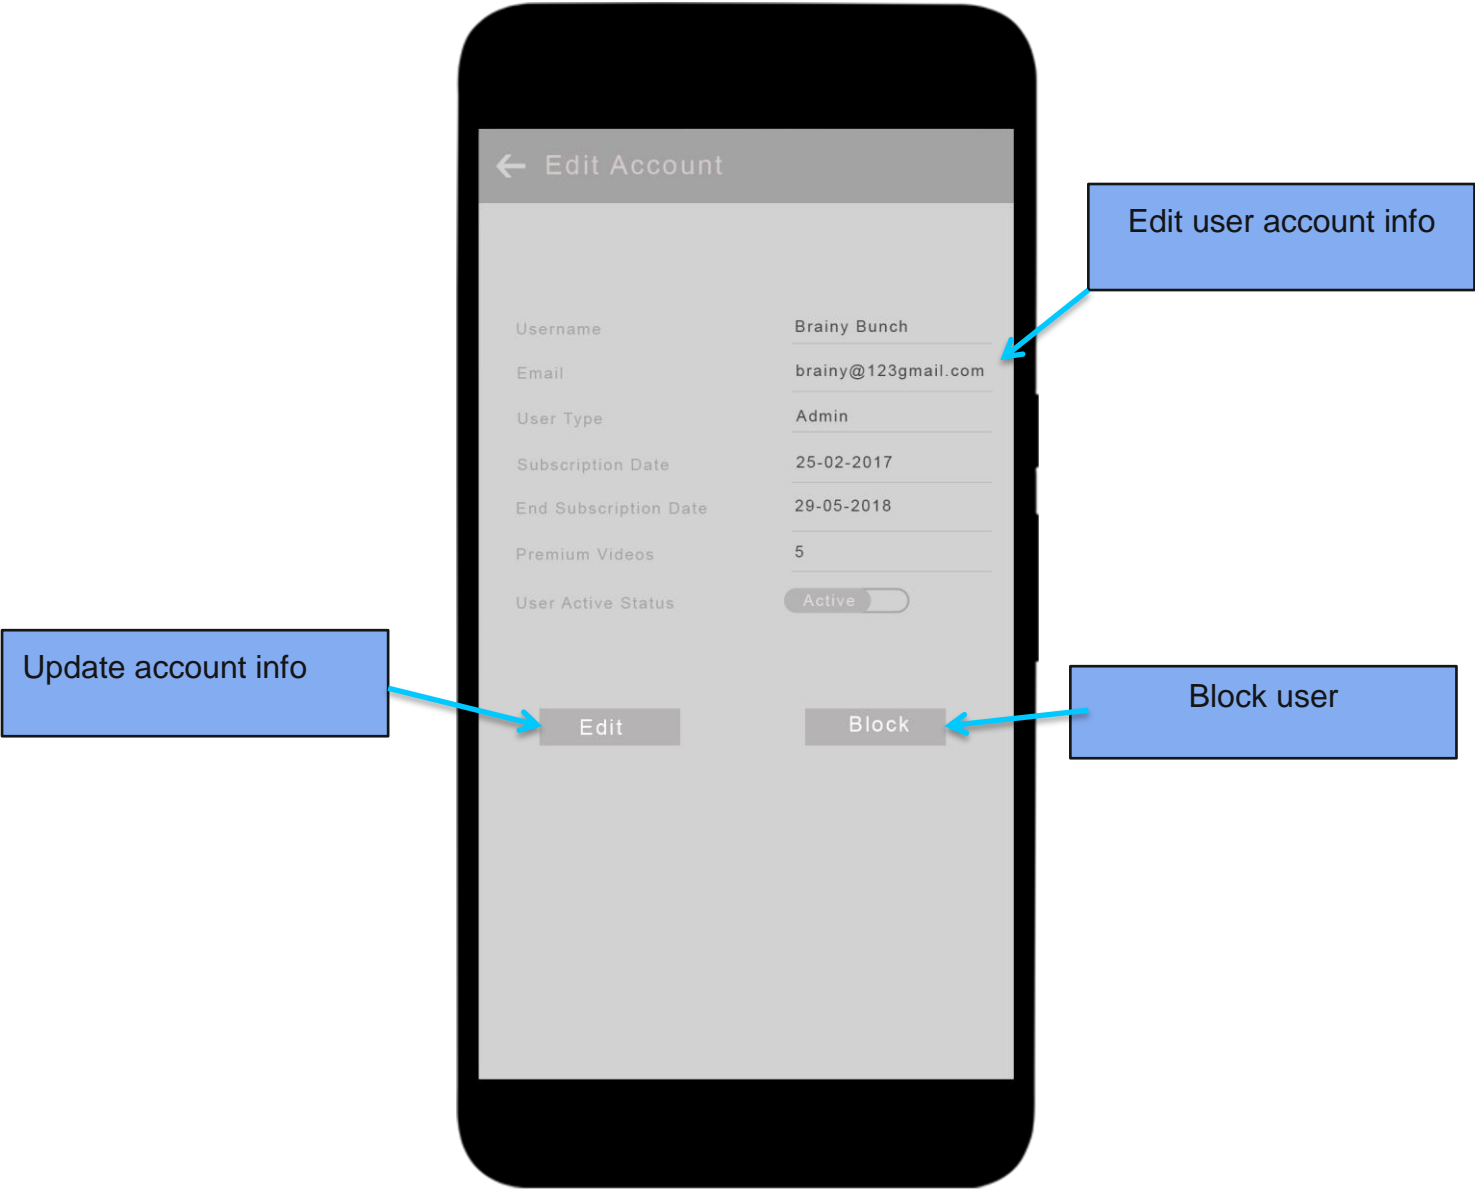 Edit Account
Edit user account info
Username Brainy Bunch
Email brainy@123gmail.com
User Type Admin
Subscription Date 25-02-2017
End Subscription Date 29-05-2018
Premium Videos 5
User Active Status Active
Update account info
Block user
Edit Block